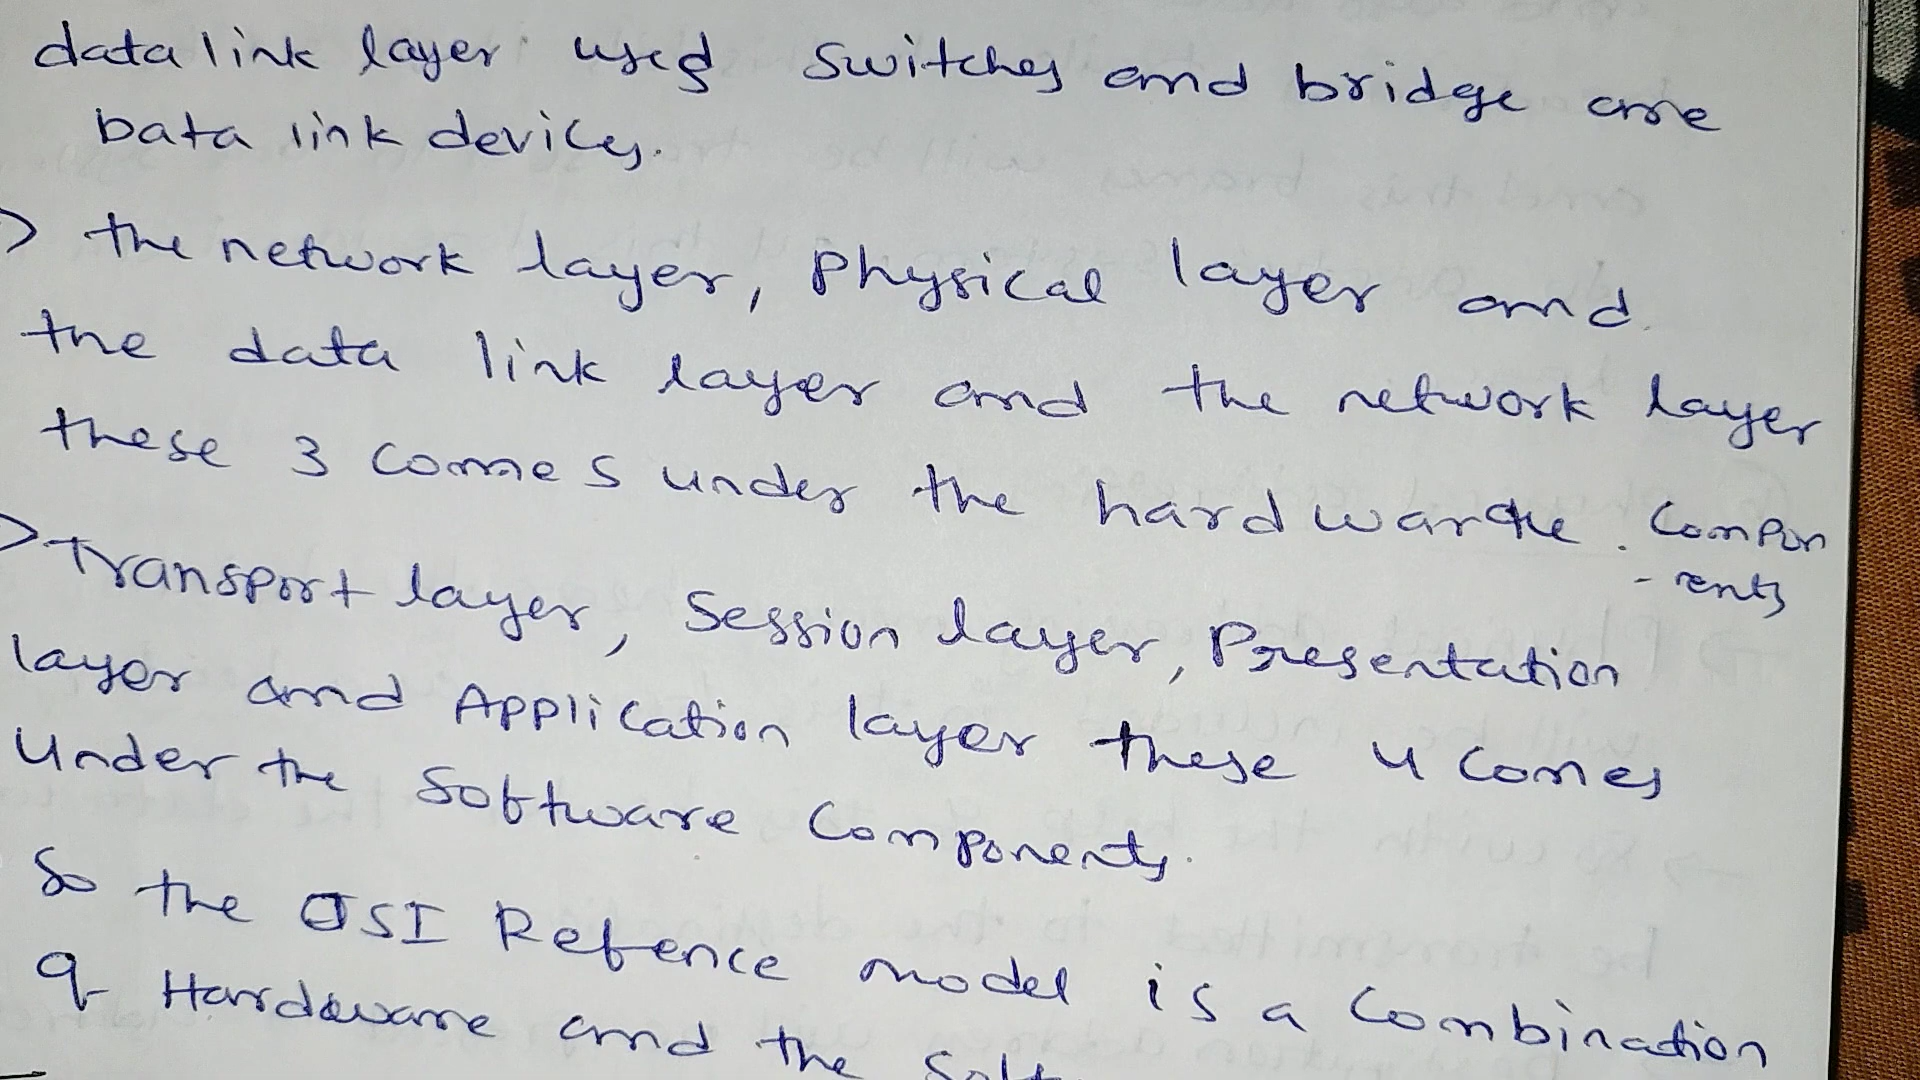 data link layer used switches and bridge are
bata link devices.
> the network layer, physical layer and
the data link layer and the network layer
these 3 comes under the hardware. compon
-ents
> Transport layer, Session layer, Presentation
layer and Application layer these 4 comes
under the Software Components.
So the OSI Refence model is a Combination
of Hardaware and the